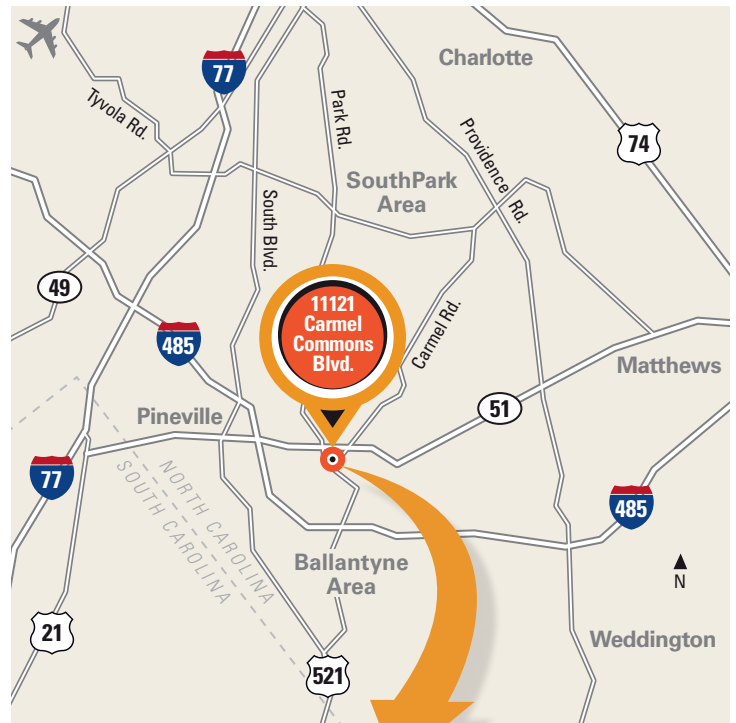 Charlotte
77
Tyvola Rd.
Park Rd.
Providence Rd.
74
SouthPark
Area
South Blvd.
49
11121
Carmel
Commons
Blvd.
Carmel Rd.
485
Matthews
51
Pineville
77
NORTH CAROLINA
SOUTH CAROLINA
485
Ballantyne
Area
N
21
Weddington
521